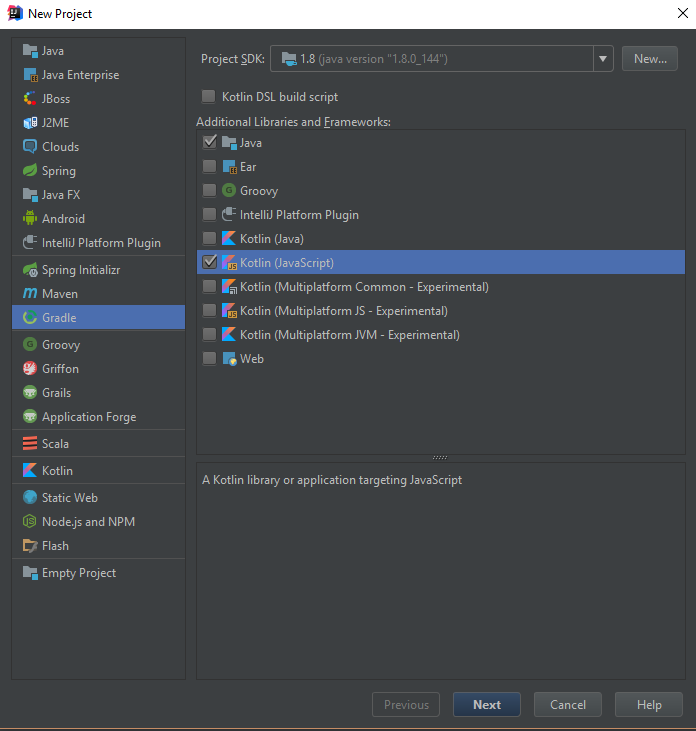 New Project
Java
Java Enterprise
JBoss
J2ME
Clouds
Spring
Java FX
Android
IntelliJ Platform Plugin
Spring Initializr
Maven
Gradle
Groovy
Griffon
Grails
Application Forge
Scala
Kotlin
Static Web
Node.js and NPM
Flash
Empty Project
Project SDK: 1.8 (java version "1.8.0_144") New...
Kotlin DSL build script
Additional Libraries and Frameworks:
Java
Ear
Groovy
IntelliJ Platform Plugin
Kotlin (Java)
Kotlin (JavaScript)
Kotlin (Multiplatform Common - Experimental)
Kotlin (Multiplatform JS - Experimental)
Kotlin (Multiplatform JVM - Experimental)
Web
A Kotlin library or application targeting JavaScript
Previous Next Cancel Help